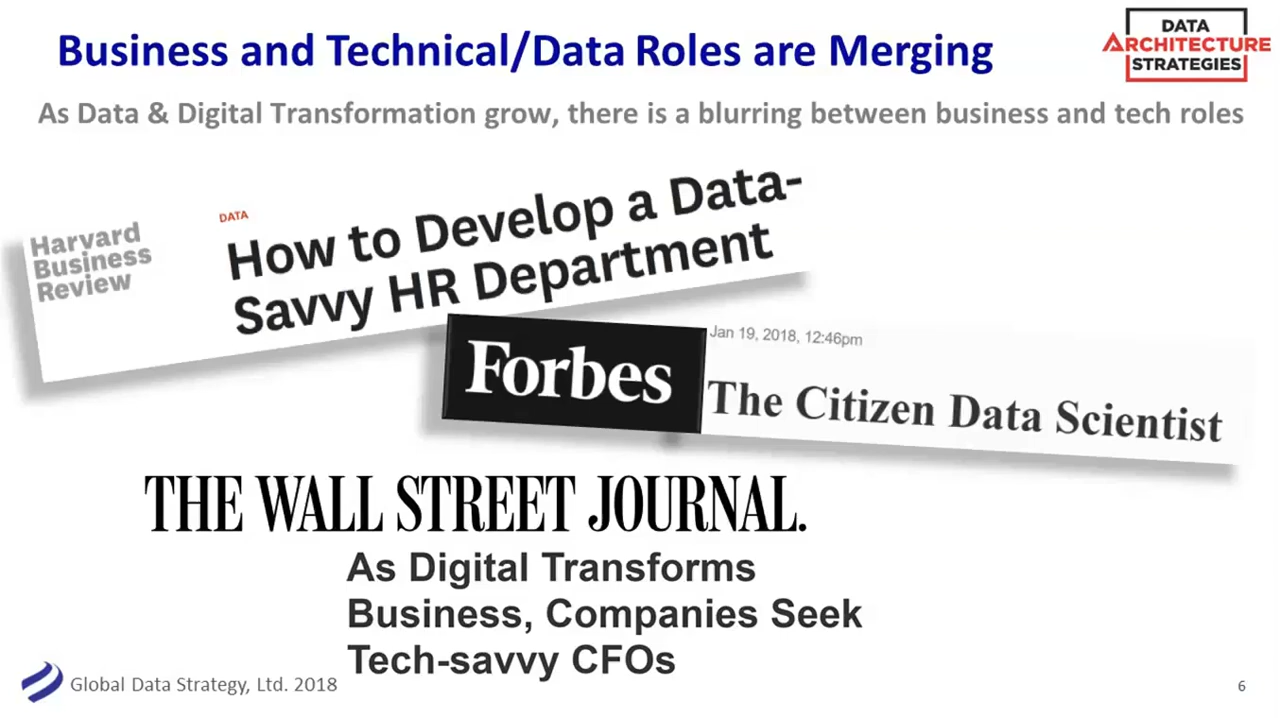 Business and Technical/Data Roles are Merging
DATA
ARCHITECTURE
STRATEGIES
As Data & Digital Transformation grow, there is a blurring between business and tech roles
Harvard
Business
Review
DATA
How to Develop a Data-
Savvy HR Department
Forbes
Jan 19, 2018, 12:46pm
The Citizen Data Scientist
THE WALL STREET JOURNAL.
As Digital Transforms
Business, Companies Seek
Tech-savvy CFOs
Global Data Strategy, Ltd. 2018
6